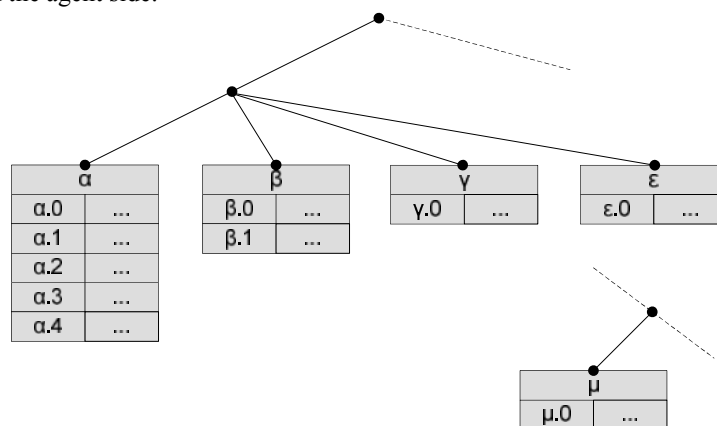 the agent side.
α β γ ε
α.0 ... β.0 ... γ.0 ... ε.0 ...
α.1 ... β.1 ...
α.2 ...
α.3 ...
α.4 ...
μ
μ.0 ...